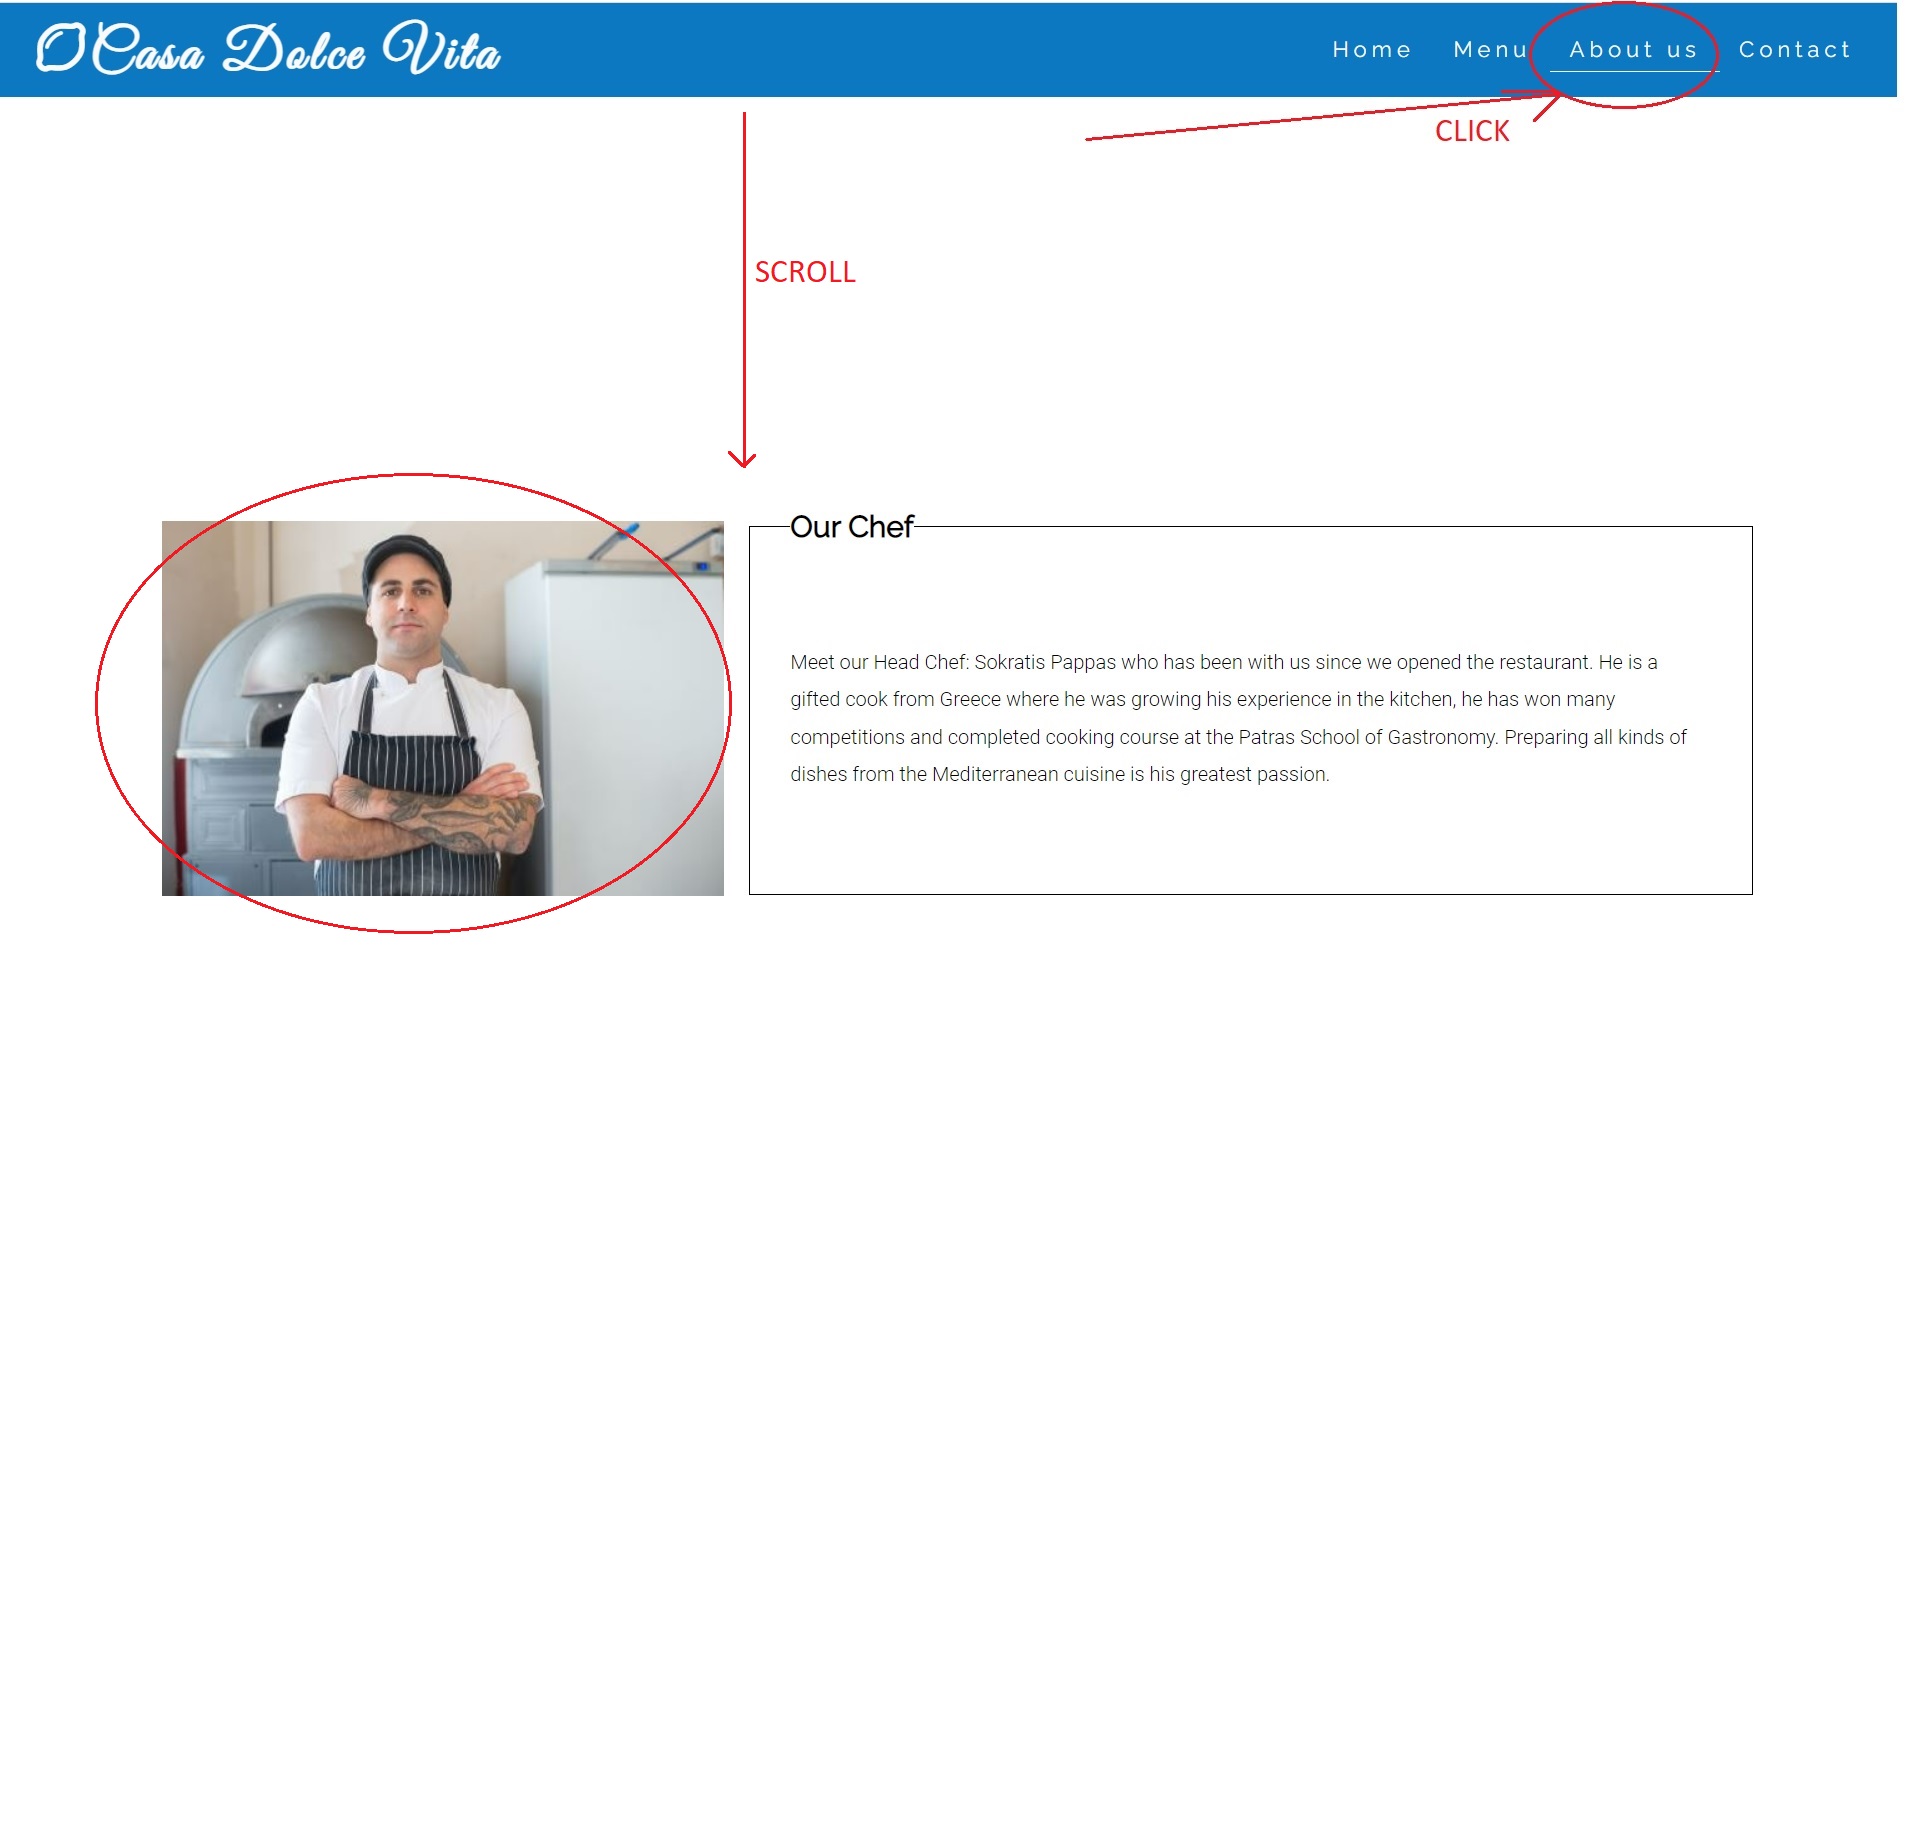 Casa Dolce Vita
Home Menu About us Contact
CLICK
SCROLL
Our Chef
Meet our Head Chef: Sokratis Pappas who has been with us since we opened the restaurant. He is a
gifted cook from Greece where he was growing his experience in the kitchen, he has won many
competitions and completed cooking course at the Patras School of Gastronomy. Preparing all kinds of
dishes from the Mediterranean cuisine is his greatest passion.